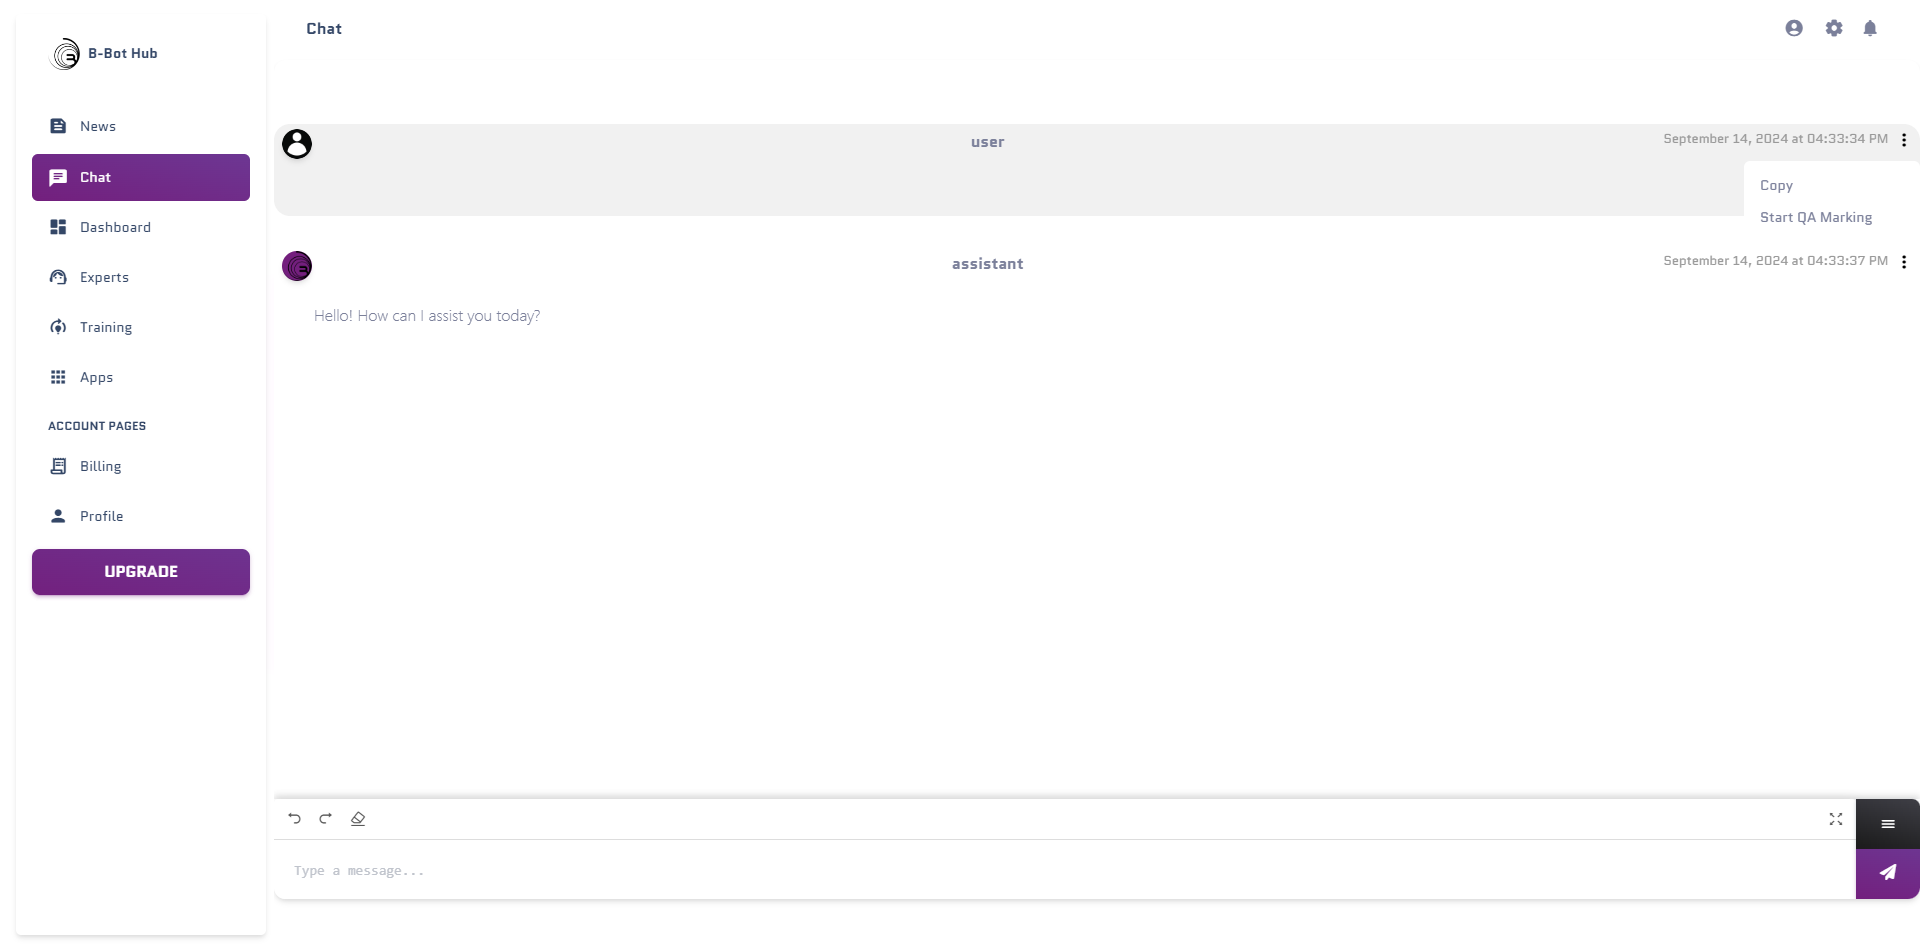 B-Bot Hub
News
Chat
Dashboard
Experts
Training
Apps
ACCOUNT PAGES
Billing
Profile
UPGRADE
Chat
user
September 14, 2024 at 04:33:34 PM
Copy
Start QA Marking
assistant
September 14, 2024 at 04:33:37 PM
Hello! How can I assist you today?
Type a message...